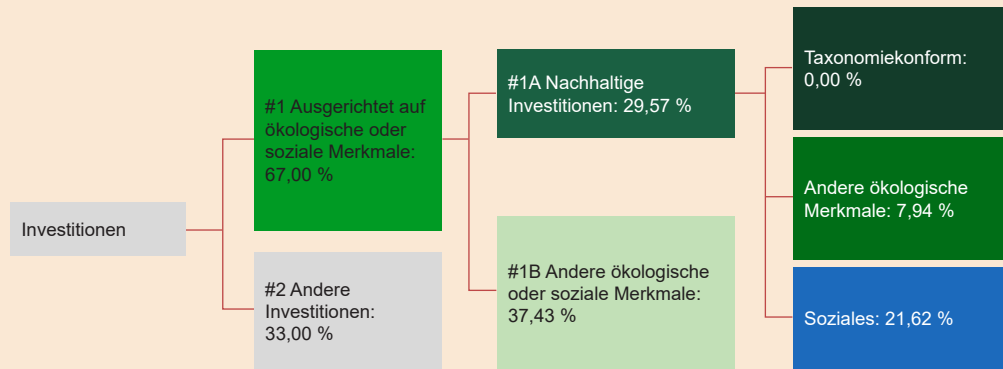 Investitionen
#1 Ausgerichtet auf
ökologische oder
soziale Merkmale:
67,00 %
#2 Andere
Investitionen:
33,00 %
#1A Nachhaltige
Investitionen: 29,57 %
#1B Andere ökologische
oder soziale Merkmale:
37,43 %
Taxonomiekonform:
0,00 %
Andere ökologische
Merkmale: 7,94 %
Soziales: 21,62 %